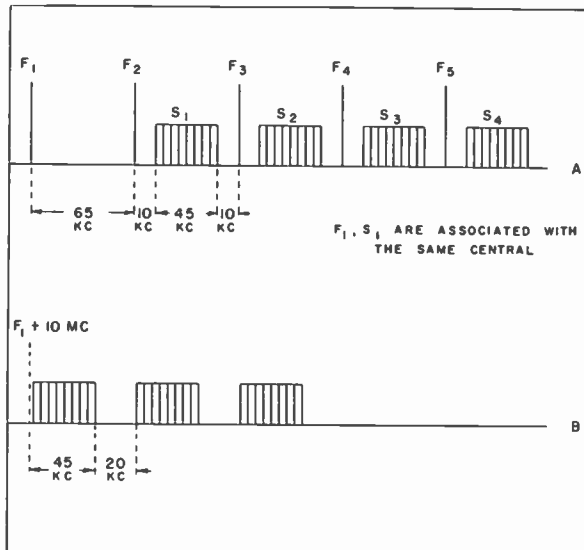 F1 F2 F3 F4 F5
S1 S2 S3 S4
A
65 KC 10 KC 45 KC 10 KC
F1, S1 ARE ASSOCIATED WITH
THE SAME CENTRAL
F1 + 10 MC
B
45 KC 20 KC